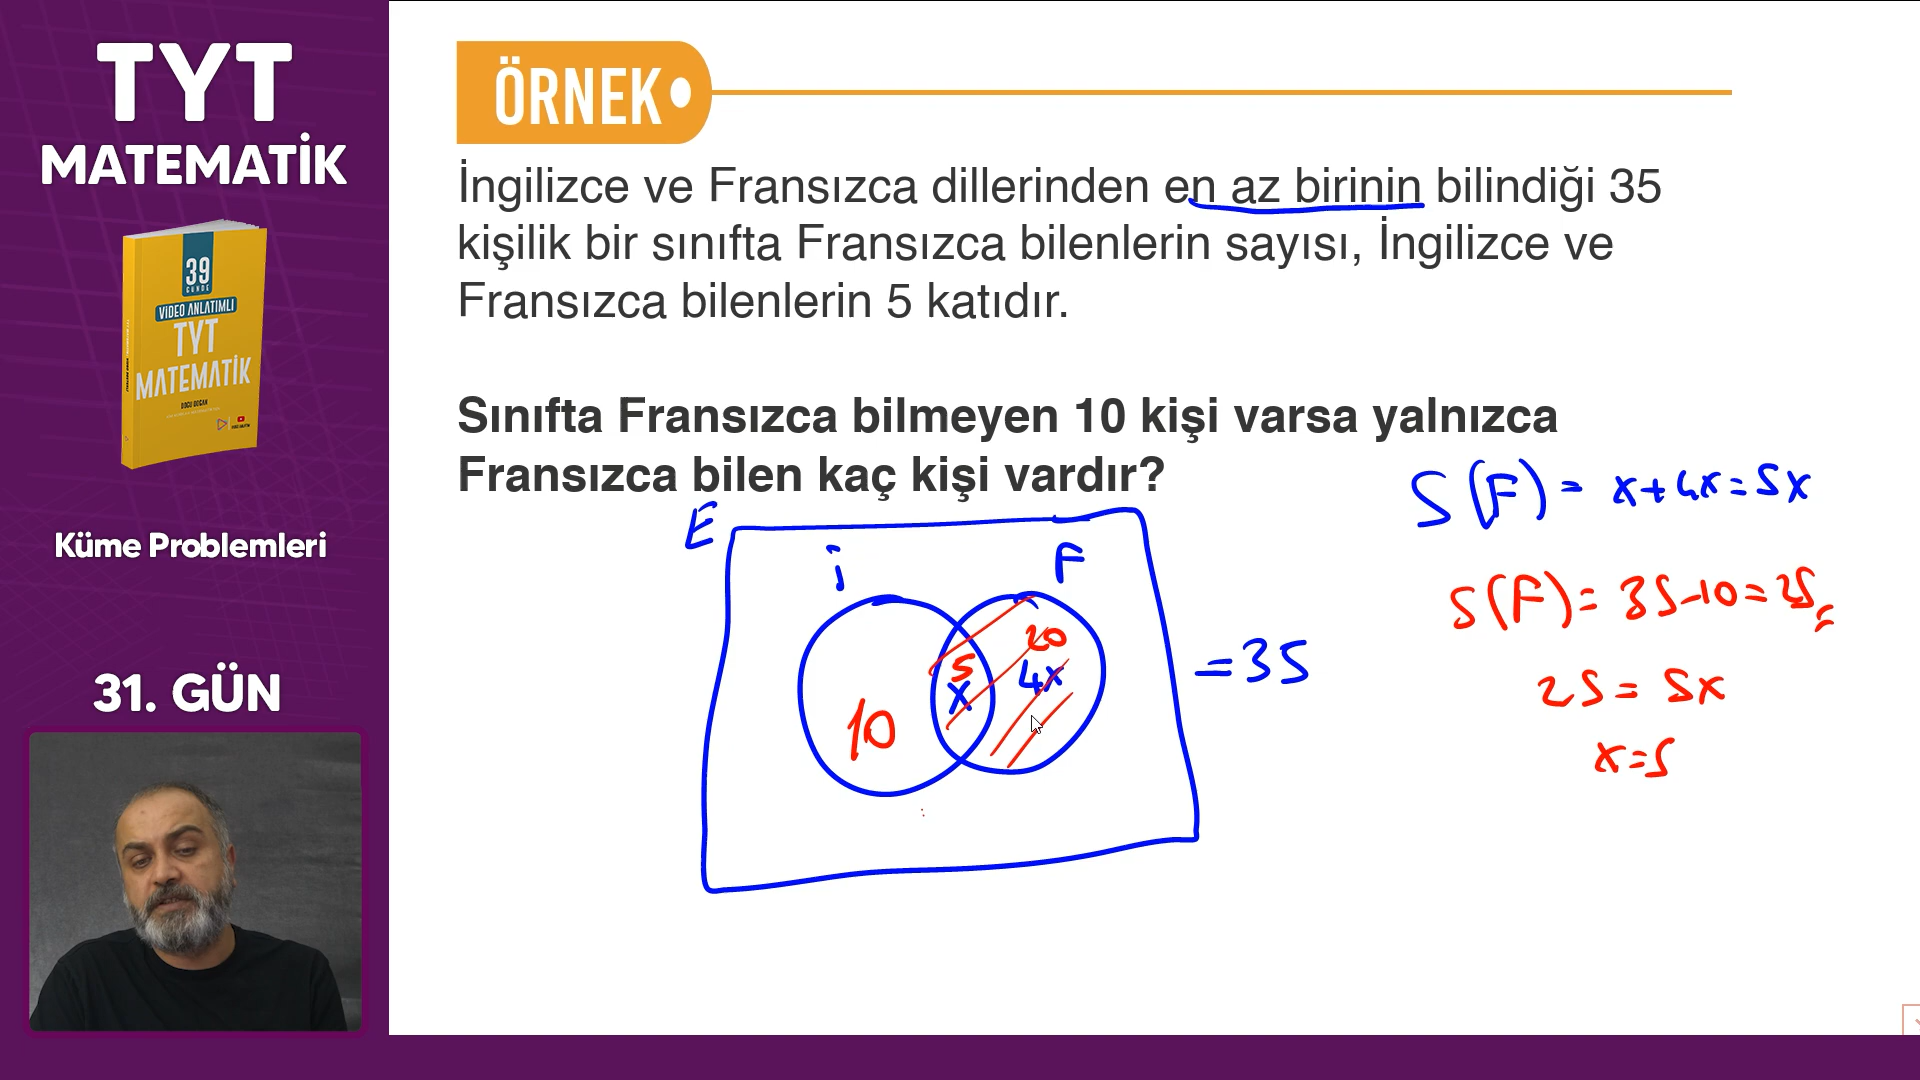 TYT
MATEMATİK
39
GÜNDE
VİDEO ANLATIMLI
TYT
MATEMATİK
Küme Problemleri
31. GÜN
ÖRNEK
İngilizce ve Fransızca dillerinden en az birinin bilindiği 35
kişilik bir sınıfta Fransızca bilenlerin sayısı, İngilizce ve
Fransızca bilenlerin 5 katıdır.
Sınıfta Fransızca bilmeyen 10 kişi varsa yalnızca
Fransızca bilen kaç kişi vardır?
S(F) = x+4x=5x
E
İ
F
S(F)= 35-10=25
20
5
4x
x
10
=35
25 = 5x
x=5